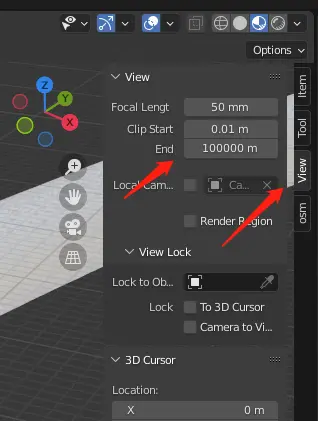 Options
View
Focal Lengt 50 mm
Clip Start 0.01 m
End 100000 m
Local Cam... Ca...
Render Region
View Lock
Lock to Ob...
Lock To 3D Cursor
Camera to Vi...
3D Cursor
Location:
X 0 m
Item
Tool
View
osm
Z
Y
X